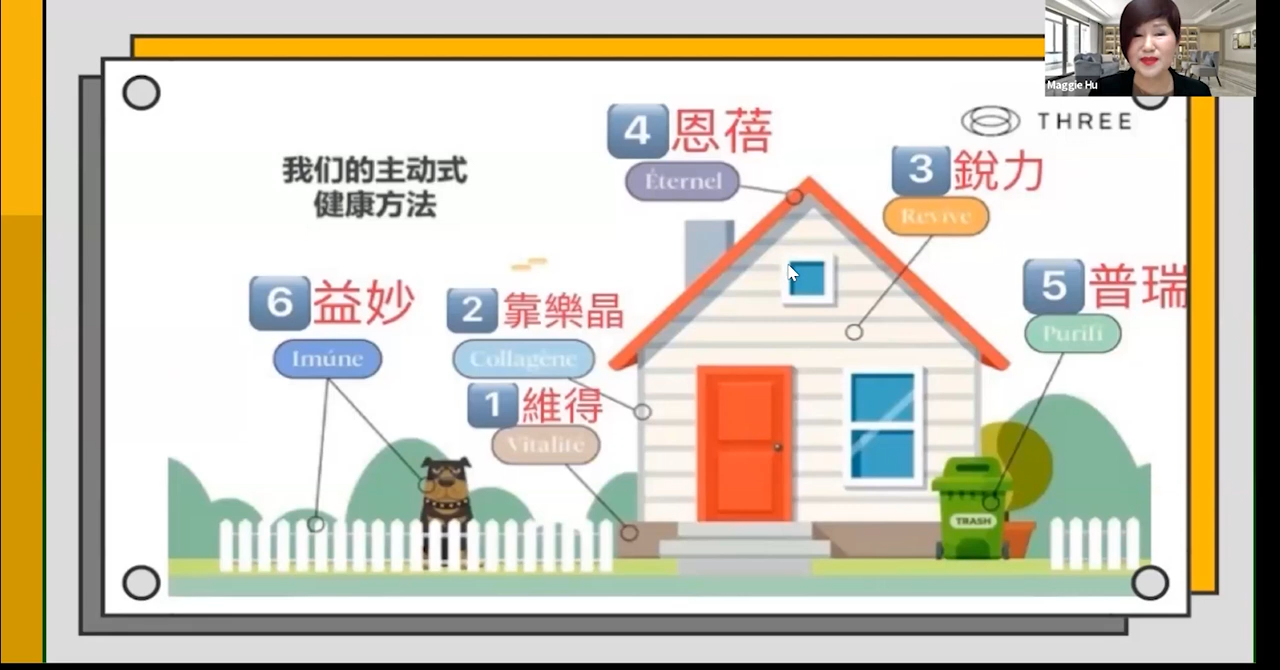 Maggie Hu
THREE
4 恩蓓
Éternel
我们的主动式
健康方法
3 銳力
Revive
5 普瑞
Purifí
6 益妙
Imúne
2 靠樂晶
Collagène
1 維得
Vitalité
TRASH